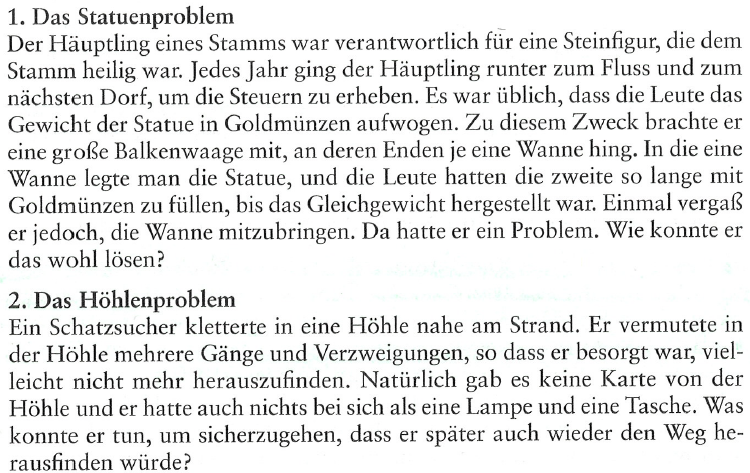 1. Das Statuenproblem
Der Häuptling eines Stamms war verantwortlich für eine Steinfigur, die dem
Stamm heilig war. Jedes Jahr ging der Häuptling runter zum Fluss und zum
nächsten Dorf, um die Steuern zu erheben. Es war üblich, dass die Leute das
Gewicht der Statue in Goldmünzen aufwogen. Zu diesem Zweck brachte er
eine große Balkenwaage mit, an deren Enden je eine Wanne hing. In die eine
Wanne legte man die Statue, und die Leute hatten die zweite so lange mit
Goldmünzen zu füllen, bis das Gleichgewicht hergestellt war. Einmal vergaß
er jedoch, die Wanne mitzubringen. Da hatte er ein Problem. Wie konnte er
das wohl lösen?
2. Das Höhlenproblem
Ein Schatzsucher kletterte in eine Höhle nahe am Strand. Er vermutete in
der Höhle mehrere Gänge und Verzweigungen, so dass er besorgt war, viel-
leicht nicht mehr herauszufinden. Natürlich gab es keine Karte von der
Höhle und er hatte auch nichts bei sich als eine Lampe und eine Tasche. Was
konnte er tun, um sicherzugehen, dass er später auch wieder den Weg he-
rausfinden würde?